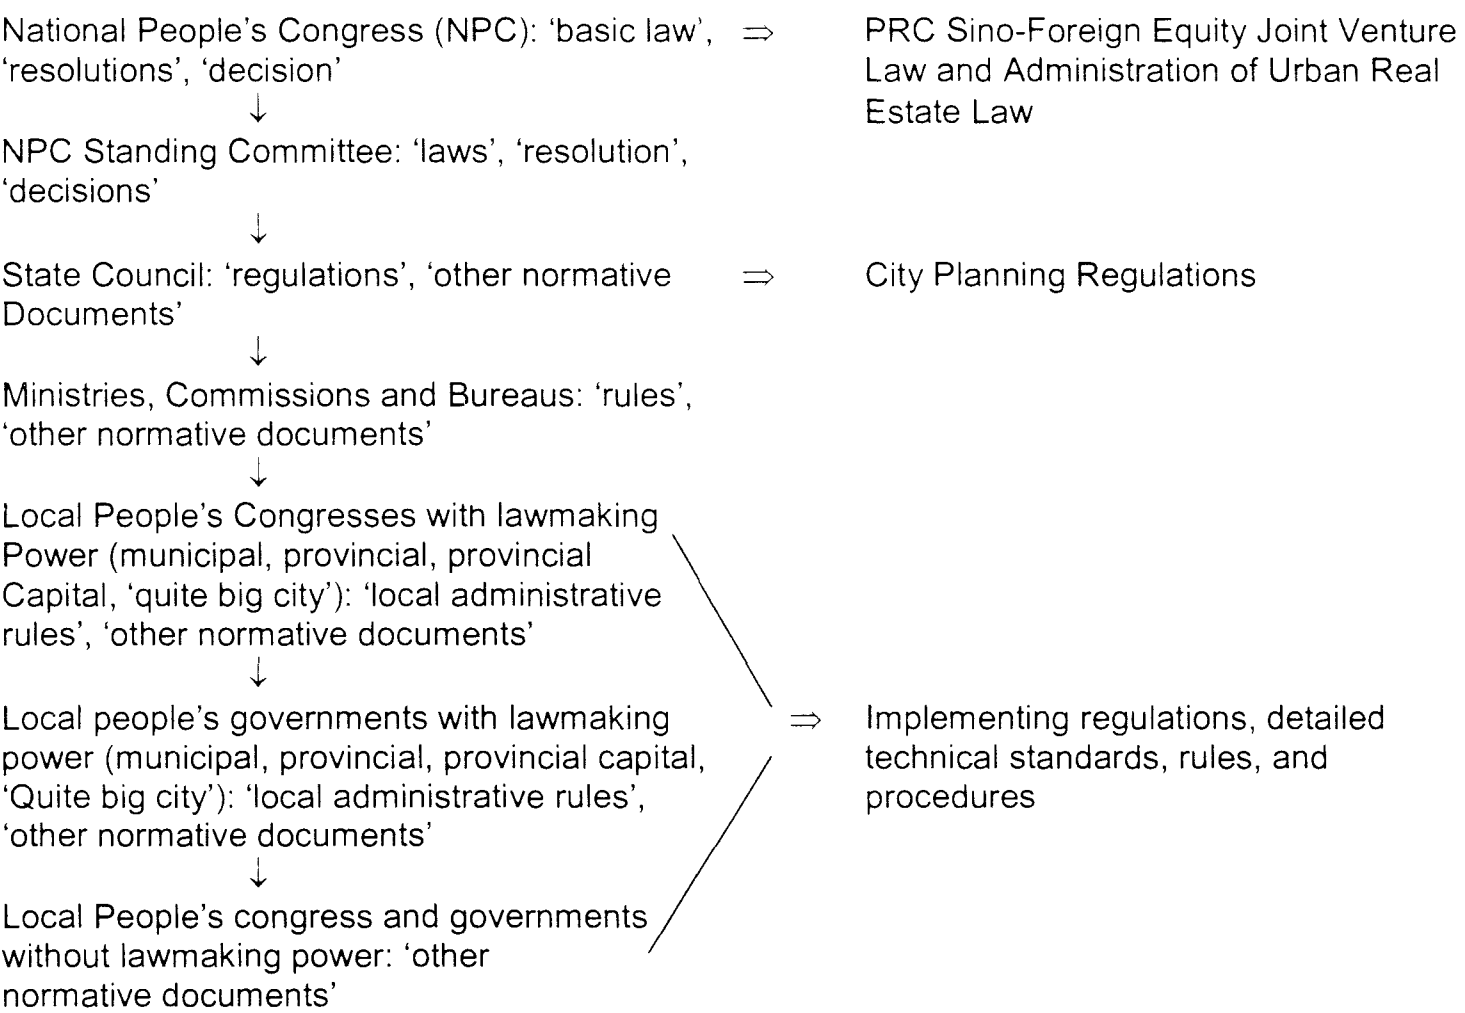 National People's Congress (NPC): ‘basic law’, ⇒ PRC Sino-Foreign Equity Joint Venture
‘resolutions’, ‘decision’ Law and Administration of Urban Real
↓ Estate Law
NPC Standing Committee: ‘laws’, ‘resolution’,
‘decisions’
↓
State Council: ‘regulations’, ‘other normative ⇒ City Planning Regulations
Documents’
↓
Ministries, Commissions and Bureaus: ‘rules’,
‘other normative documents’
↓
Local People's Congresses with lawmaking
Power (municipal, provincial, provincial
Capital, ‘quite big city’): ‘local administrative
rules’, ‘other normative documents’
↓
Local people's governments with lawmaking ⇒ Implementing regulations, detailed
power (municipal, provincial, provincial capital, technical standards, rules, and
‘Quite big city’): ‘local administrative rules’, procedures
‘other normative documents’
↓
Local People's congress and governments
without lawmaking power: ‘other
normative documents’